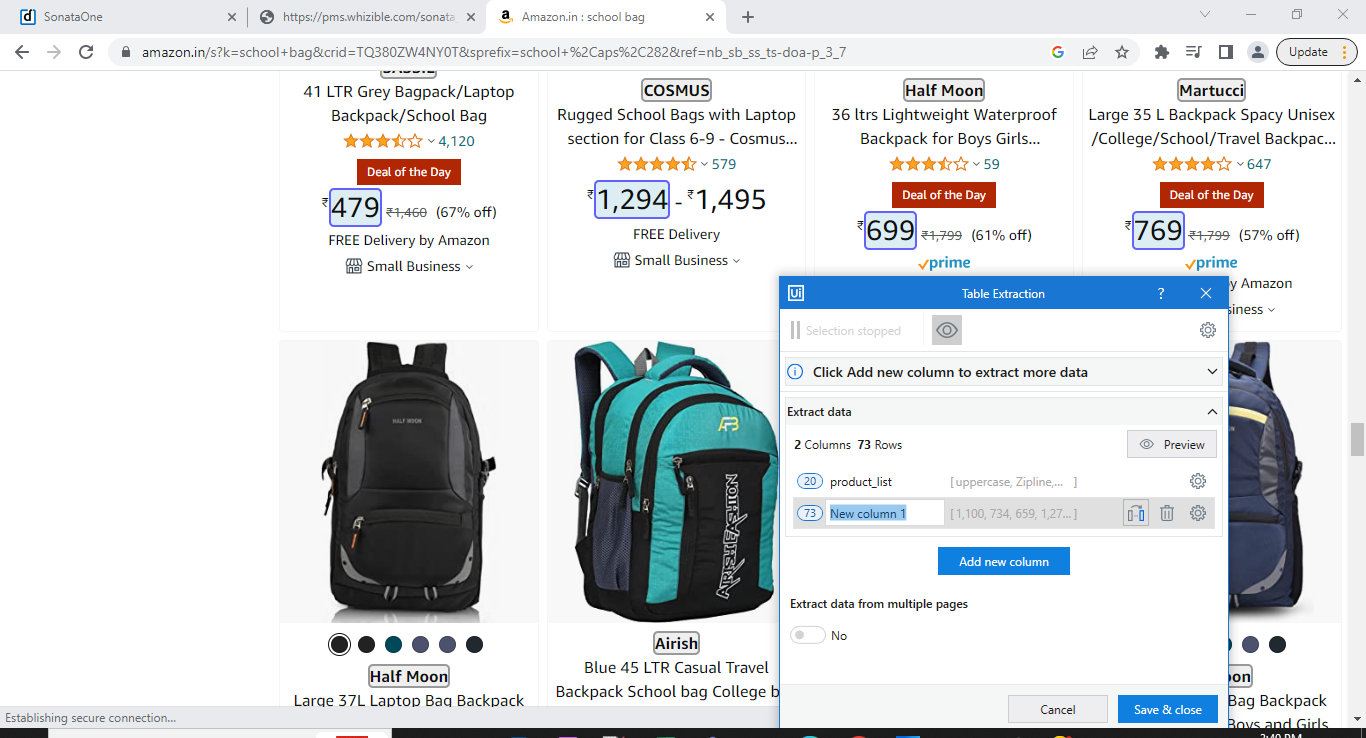 SonataOne
https://pms.whizible.com/sonata
Amazon.in : school bag
amazon.in/s?k=school+bag&crid=TQ380ZW4NY0T&sprefix=school+%2Caps%2C282&ref=nb_sb_ss_ts-doa-p_3_7
Update
41 LTR Grey Bagpack/Laptop
Backpack/School Bag
4,120
Deal of the Day
₹479 ₹1,460 (67% off)
FREE Delivery by Amazon
Small Business
COSMUS
Rugged School Bags with Laptop
section for Class 6-9 - Cosmus...
579
₹1,294 - ₹1,495
FREE Delivery
Small Business
Half Moon
36 ltrs Lightweight Waterproof
Backpack for Boys Girls...
59
Deal of the Day
₹699 ₹1,799 (61% off)
prime
Martucci
Large 35 L Backpack Spacy Unisex
/College/School/Travel Backpac...
647
Deal of the Day
₹769 ₹1,799 (57% off)
prime
y Amazon
siness
HALF MOON
Half Moon
Large 37L Laptop Bag Backpack
AFB
AIRISH FASHION
Airish
Blue 45 LTR Casual Travel
Backpack School bag College b
on
Bag Backpack
Boys and Girls
Ui
Table Extraction
?
Selection stopped
Click Add new column to extract more data
Extract data
2 Columns 73 Rows
Preview
20 product_list [ uppercase, Zipline,... ]
73 New column 1 [ 1,100, 734, 659, 1,27... ]
Add new column
Extract data from multiple pages
No
Cancel
Save & close
Establishing secure connection...
3:40 PM